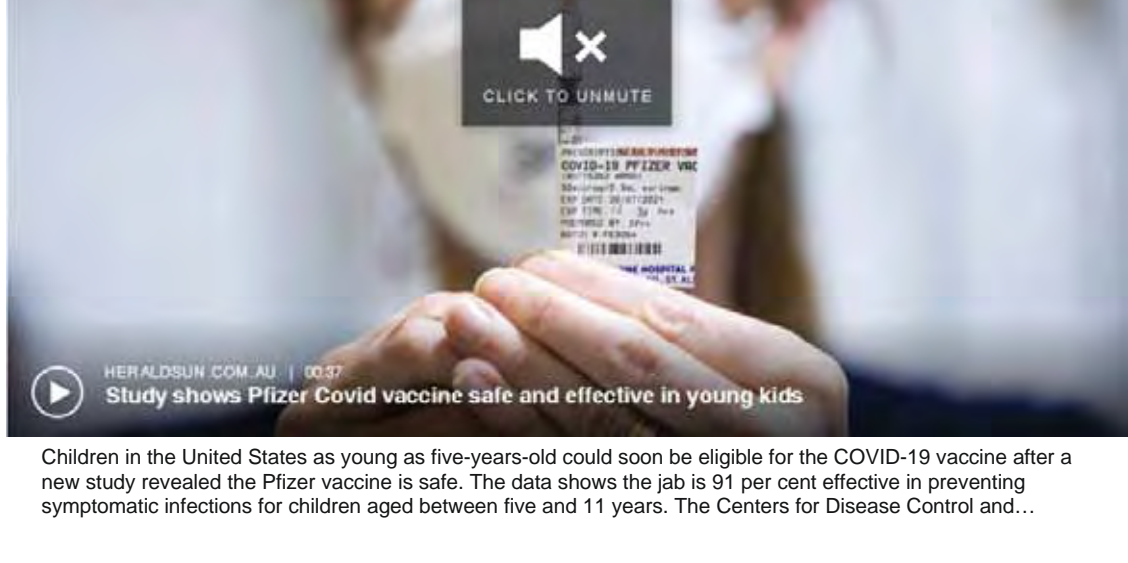 CLICK TO UNMUTE
COVID-19 PFIZER VAC
HOSPITAL
HERALDSUN.COM.AU | 00:37
Study shows Pfizer Covid vaccine safe and effective in young kids
Children in the United States as young as five-years-old could soon be eligible for the COVID-19 vaccine after a
new study revealed the Pfizer vaccine is safe. The data shows the jab is 91 per cent effective in preventing
symptomatic infections for children aged between five and 11 years. The Centers for Disease Control and…